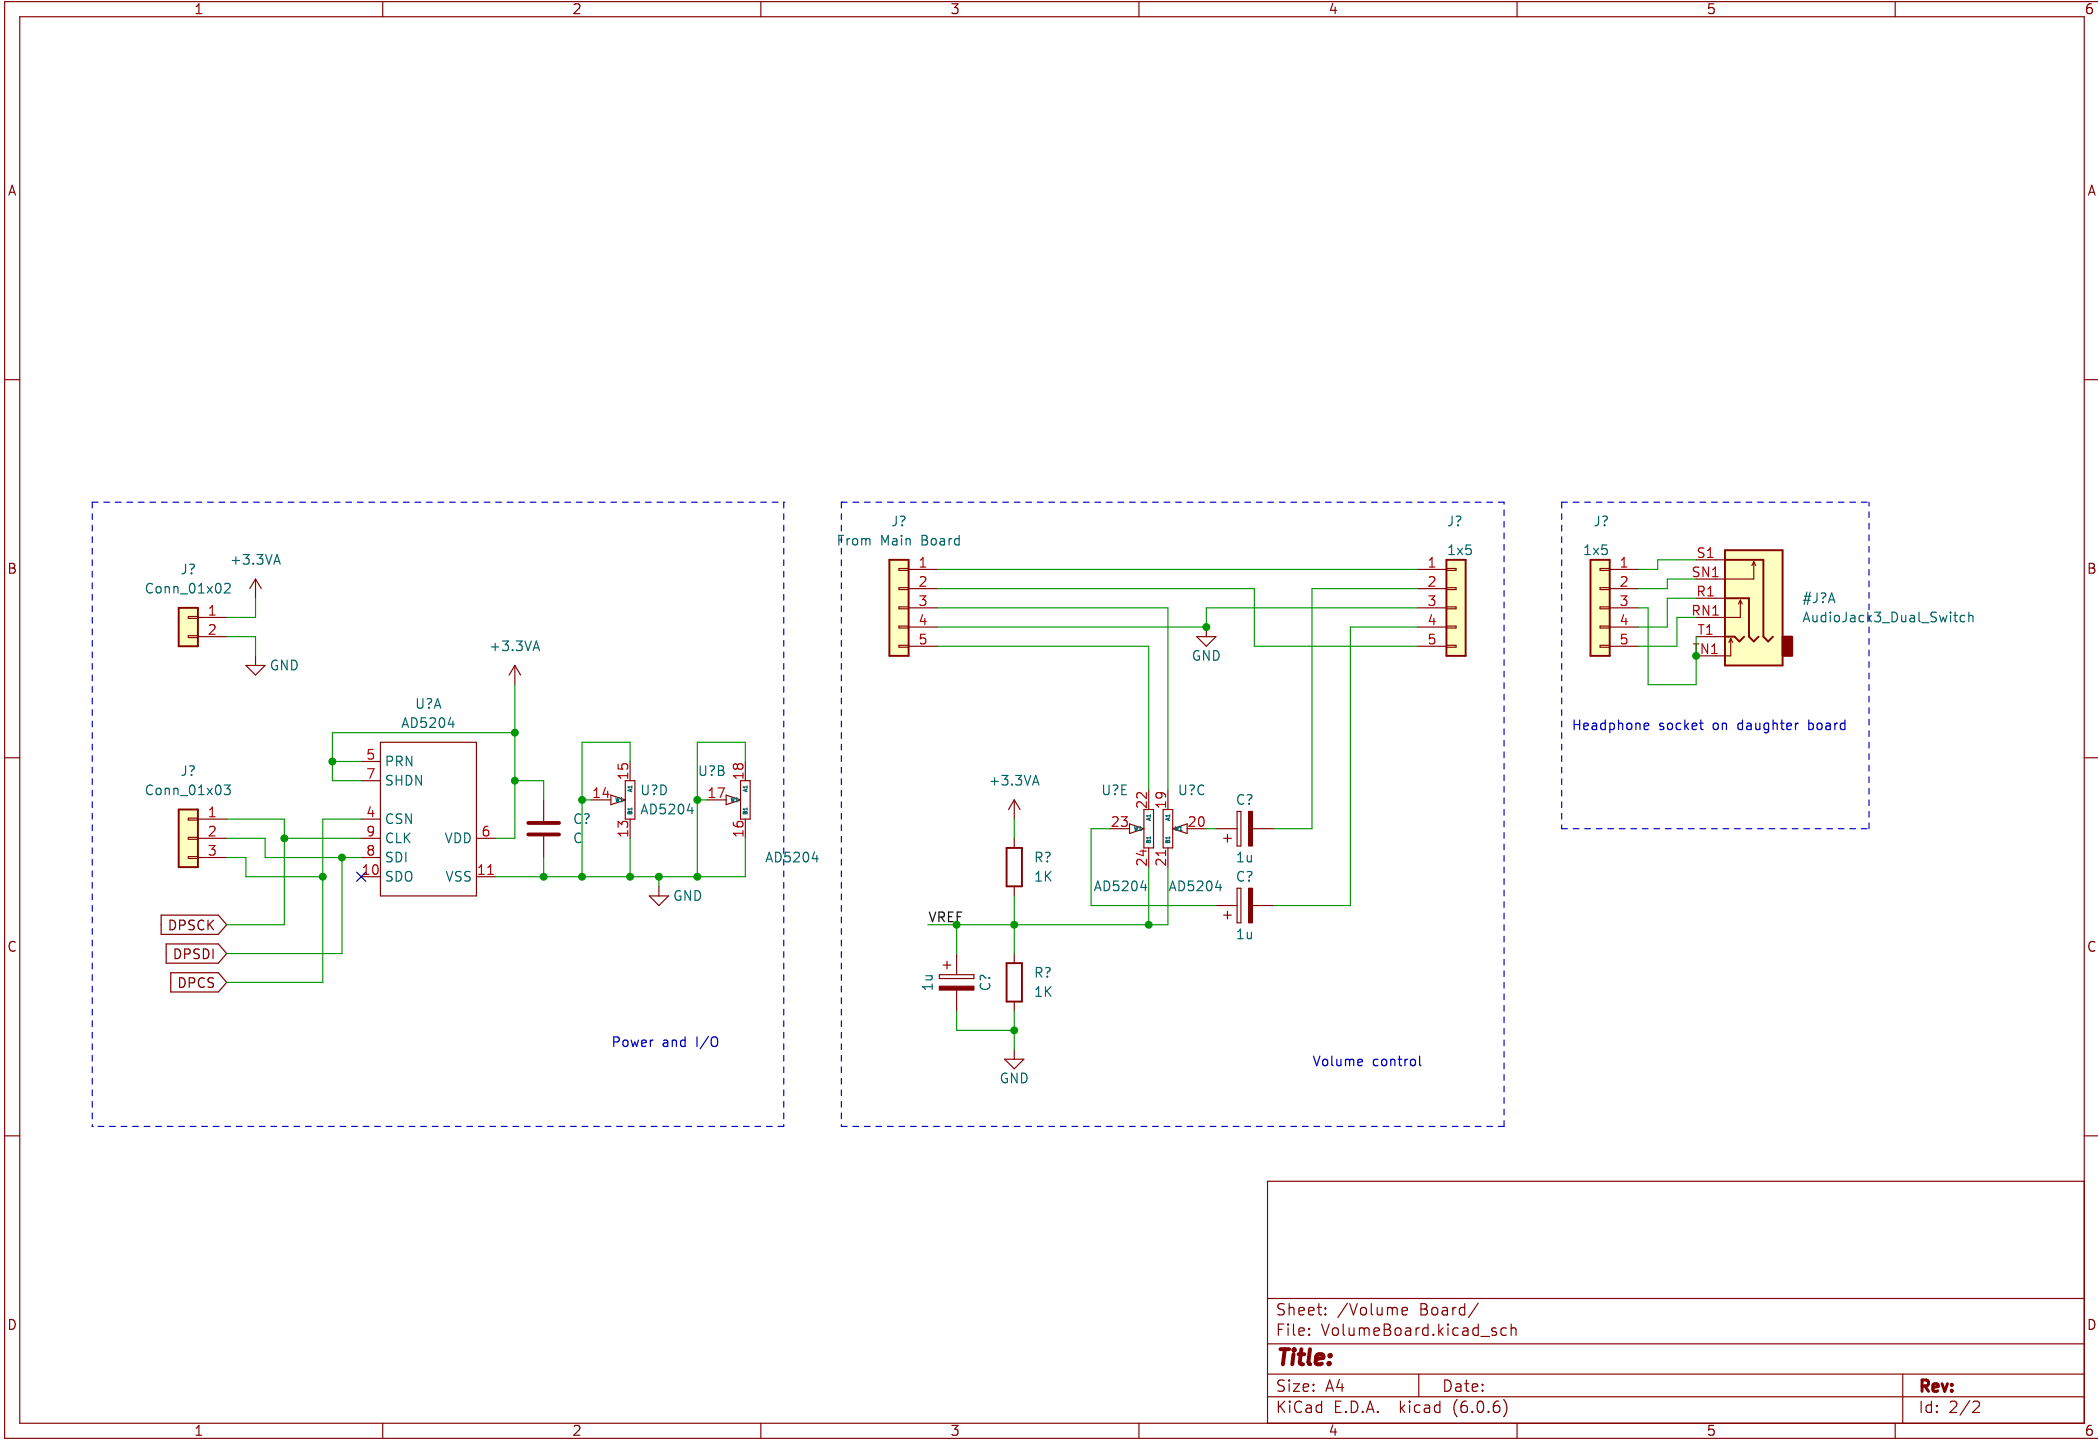 1 2 3 4 5 6
A A
B B
C C
D D
1 2 3 4 5 6
J?
Conn_01x02
1
2
+3.3VA
GND
J?
Conn_01x03
1
2
3
DPSCK
DPSDI
DPCS
+3.3VA
U?A
AD5204
5 PRN
7 SHDN
4 CSN
9 CLK
8 SDI
10 SDO
VDD 6
VSS 11
C?
C
15
14
13
U?D
AD5204
U?B
18
17
16
AD5204
GND
Power and I/O
J?
From Main Board
1
2
3
4
5
J?
1x5
1
2
3
4
5
GND
+3.3VA
R?
1K
VREF
1u
C?
R?
1K
GND
U?E
22
23
24
AD5204
U?C
19
20
21
AD5204
C?
+
1u
C?
+
1u
+
Volume control
J?
1x5
1
2
3
4
5
S1
SN1
R1
RN1
T1
TN1
#J?A
AudioJack3_Dual_Switch
Headphone socket on daughter board
Sheet: /Volume Board/
File: VolumeBoard.kicad_sch
Title:
Size: A4 Date: Rev:
KiCad E.D.A. kicad (6.0.6) Id: 2/2